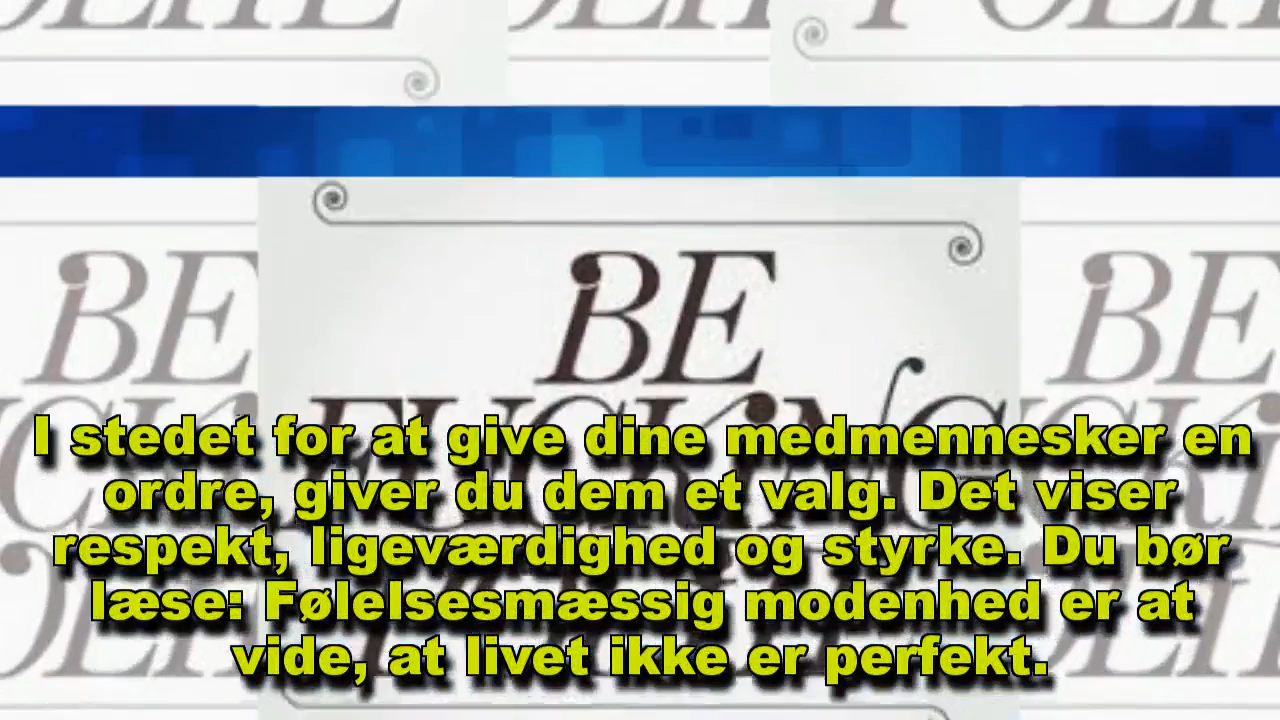 BE BE BE
FUCKING
I stedet for at give dine medmennesker en
ordre, giver du dem et valg. Det viser
respekt, ligeværdighed og styrke. Du bør
læse: Følelsesmæssig modenhed er at
vide, at livet ikke er perfekt.